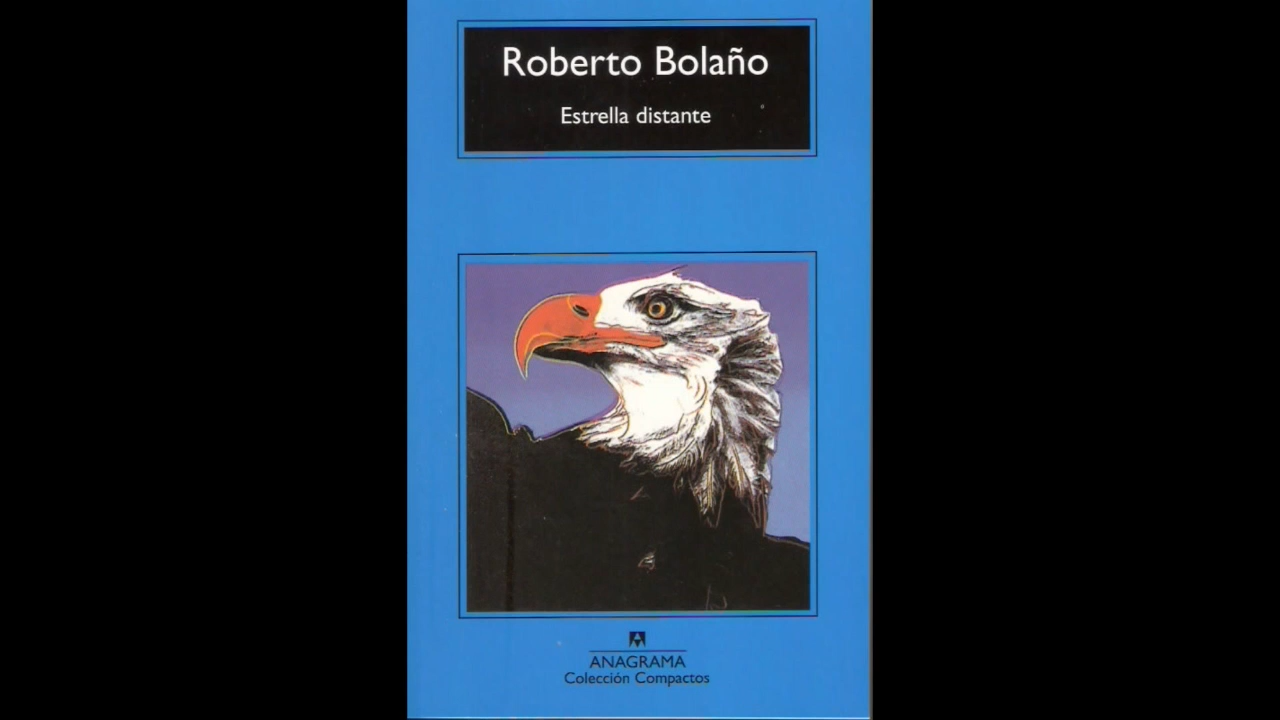 Roberto Bolaño
Estrella distante
ANAGRAMA
Colección Compactos